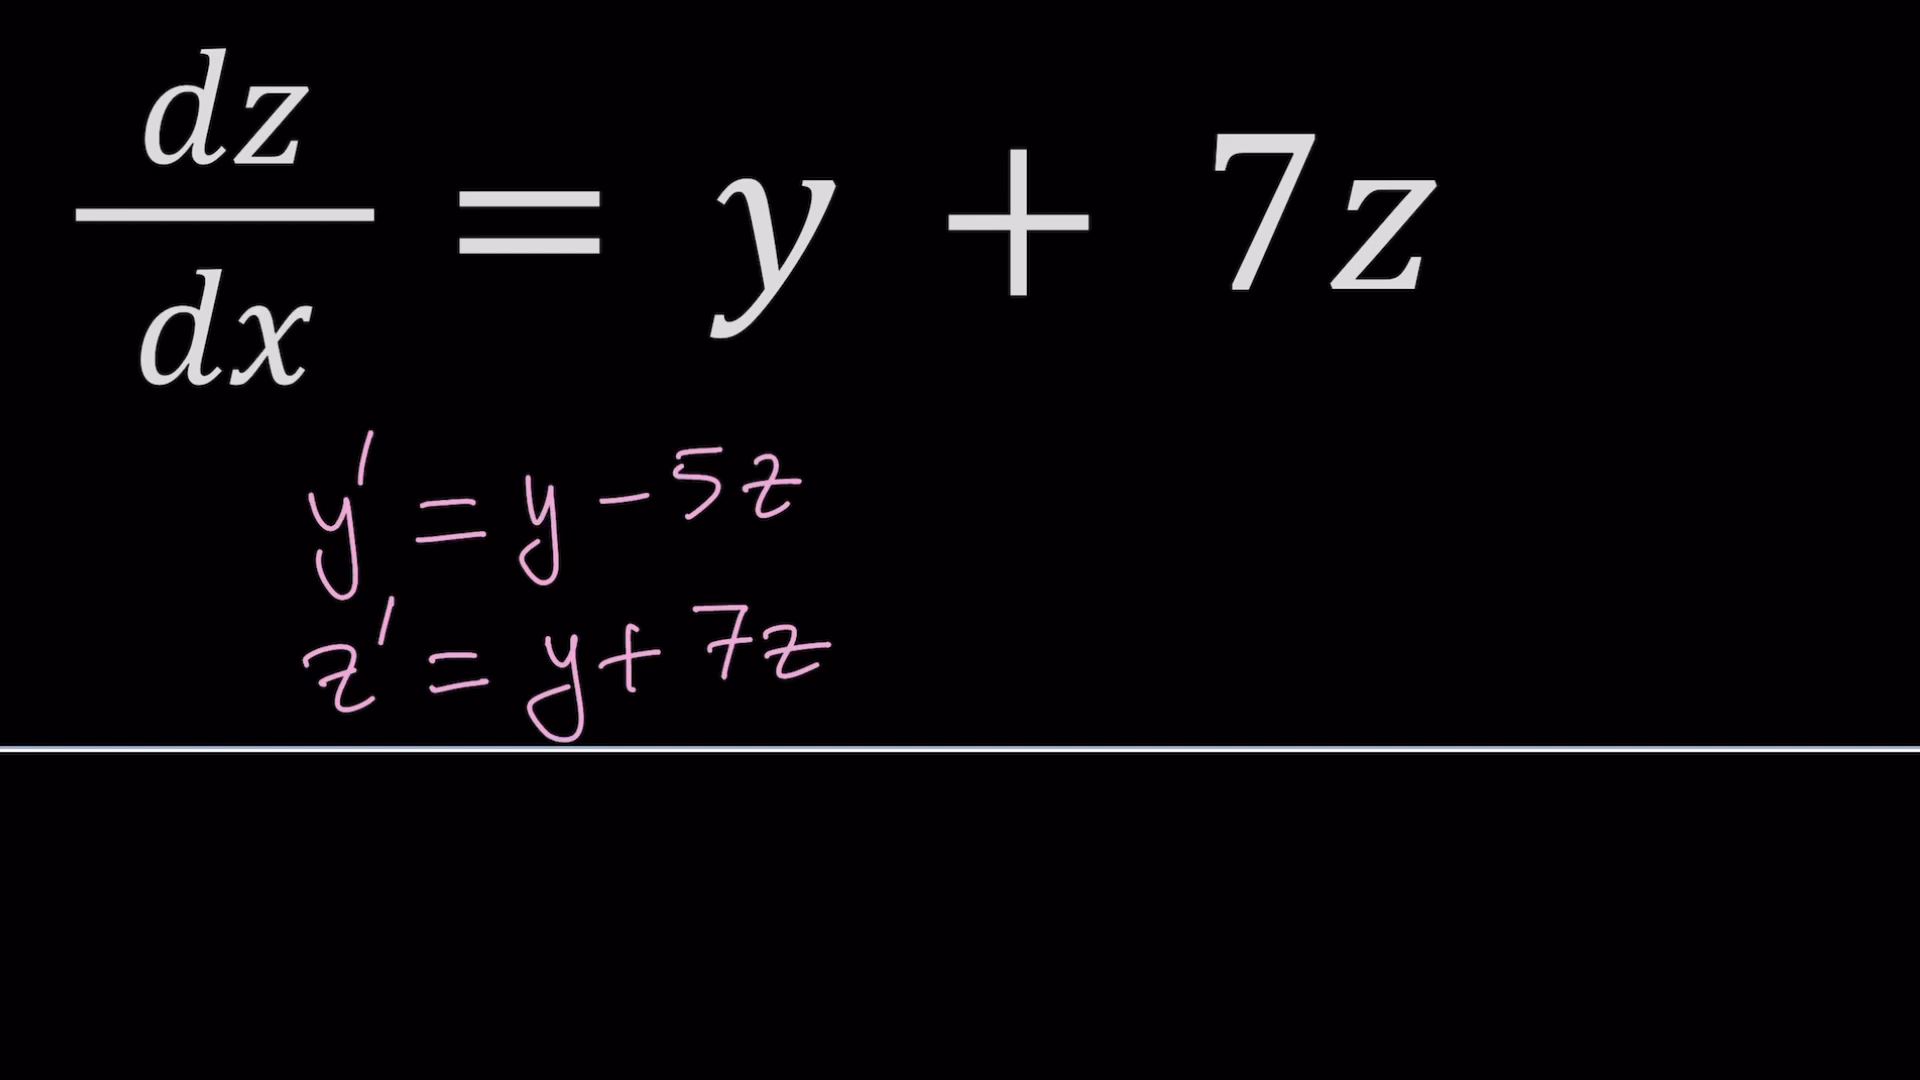 dz/dx = y + 7z
y' = y - 5z
z' = y + 7z